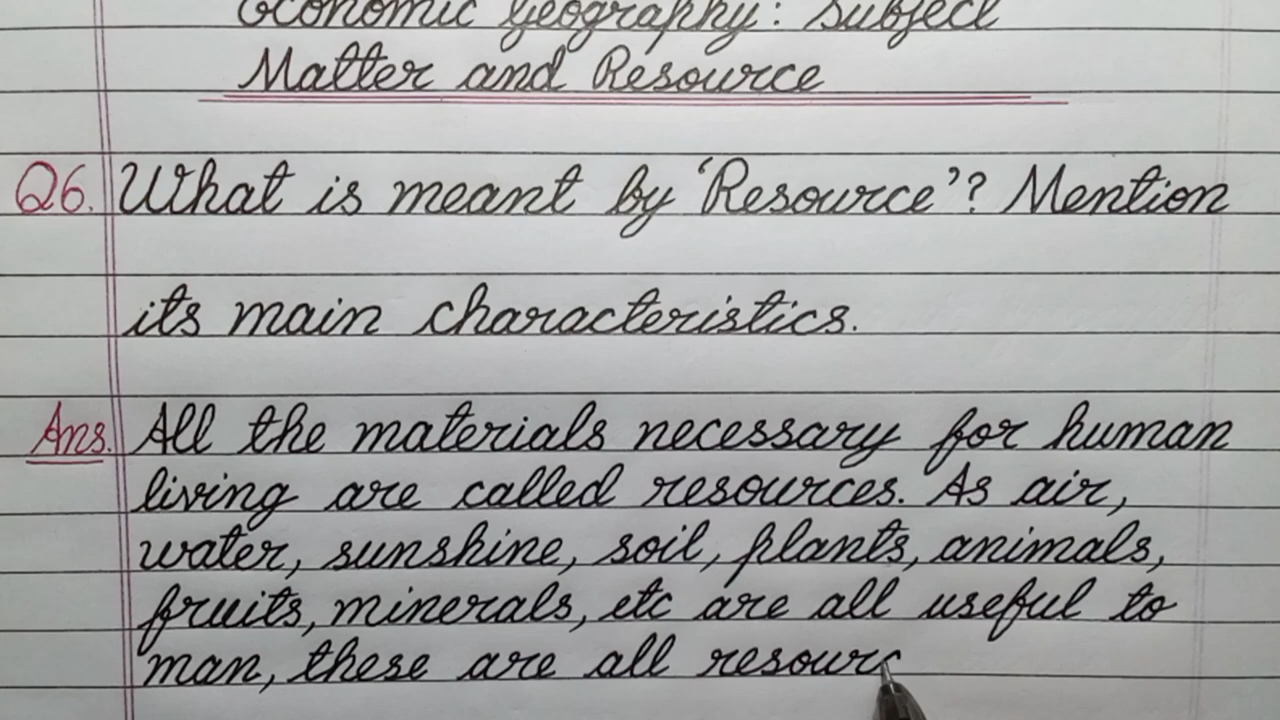 Economic Geography: Subject
Matter and Resource
Q6. What is meant by 'Resource'? Mention
its main characteristics.
Ans. All the materials necessary for human
living are called resources. As air,
water, sunshine, soil, plants, animals,
fruits, minerals, etc are all useful to
man, these are all resourc